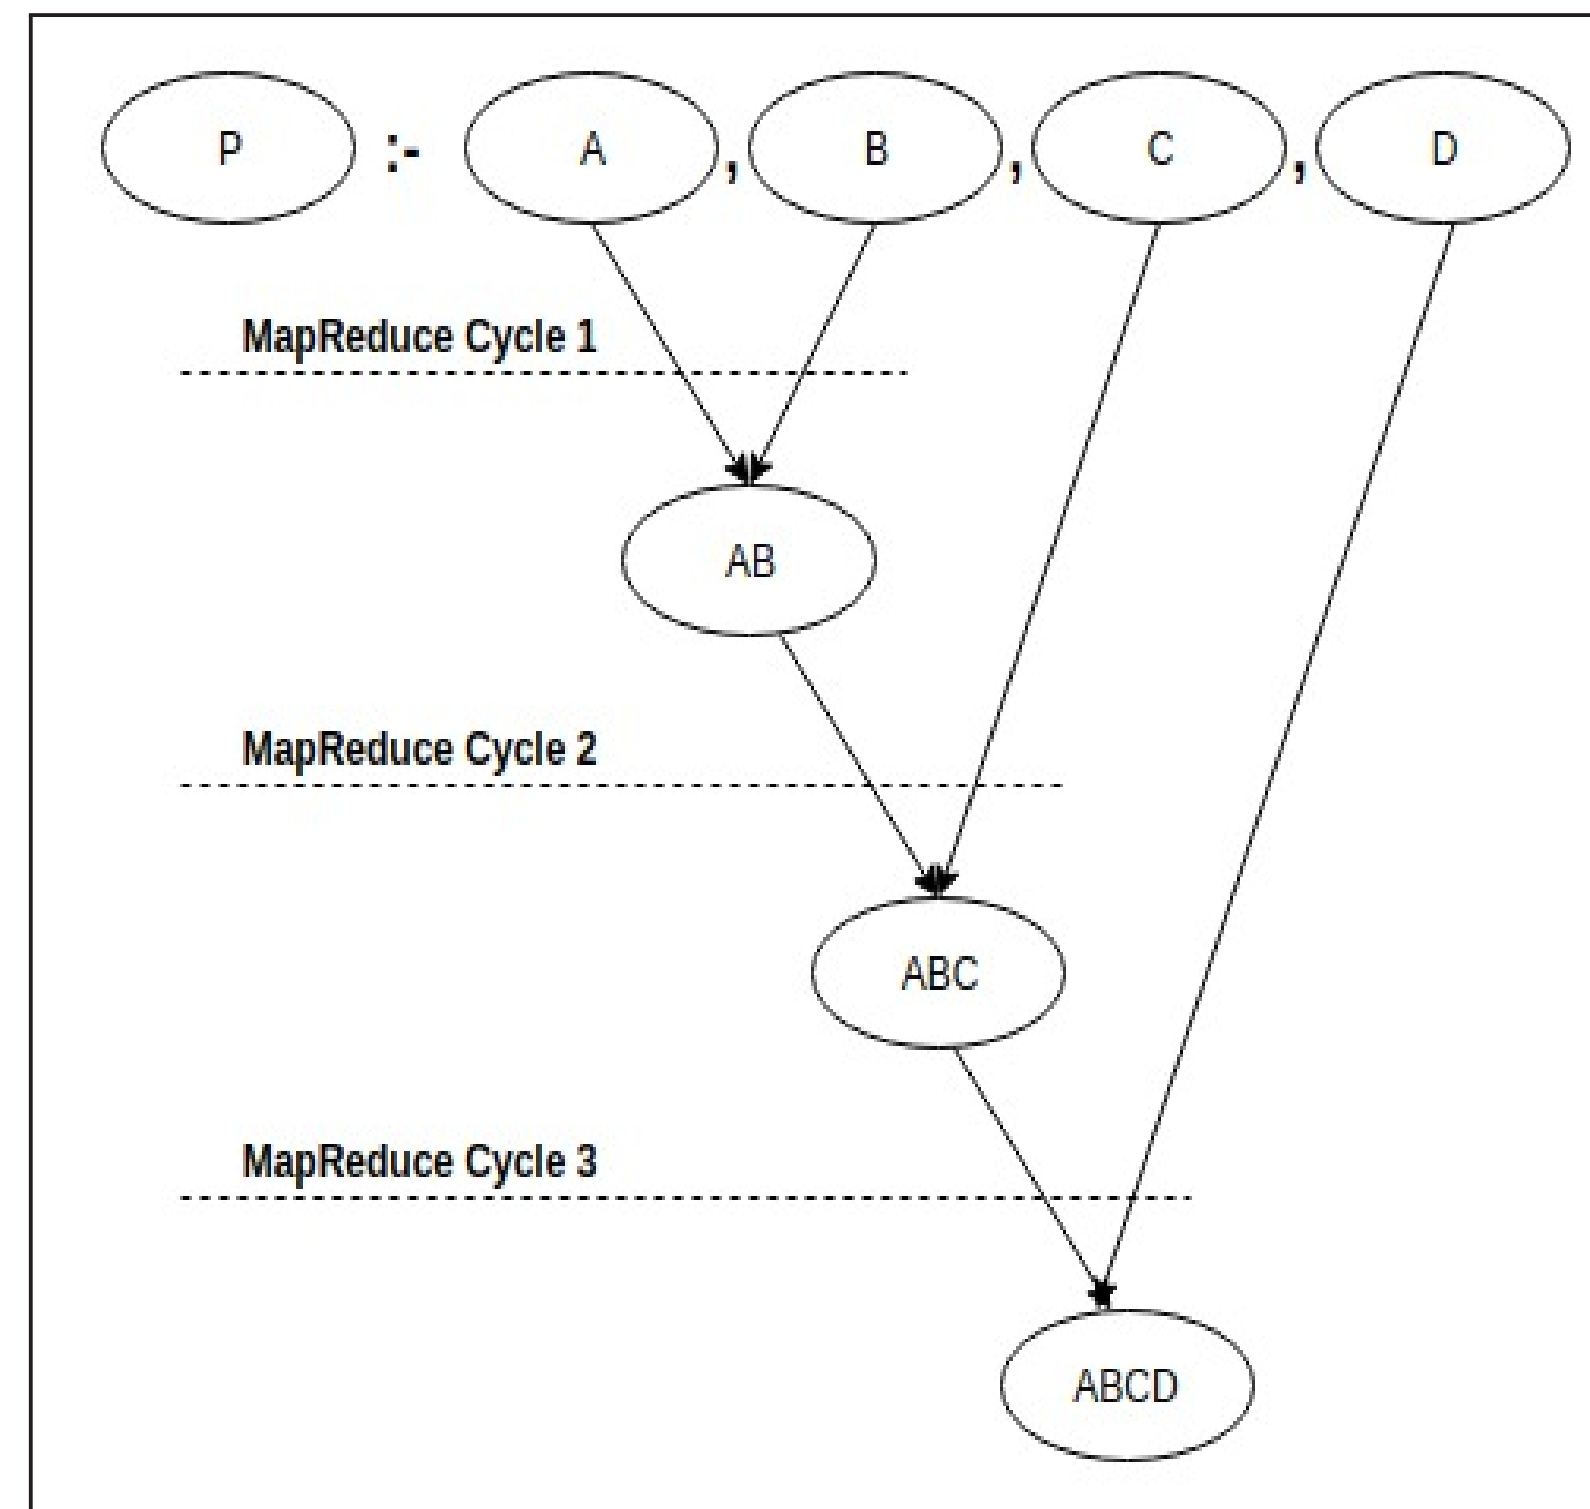 P :- A , B , C , D
MapReduce Cycle 1
AB
MapReduce Cycle 2
ABC
MapReduce Cycle 3
ABCD